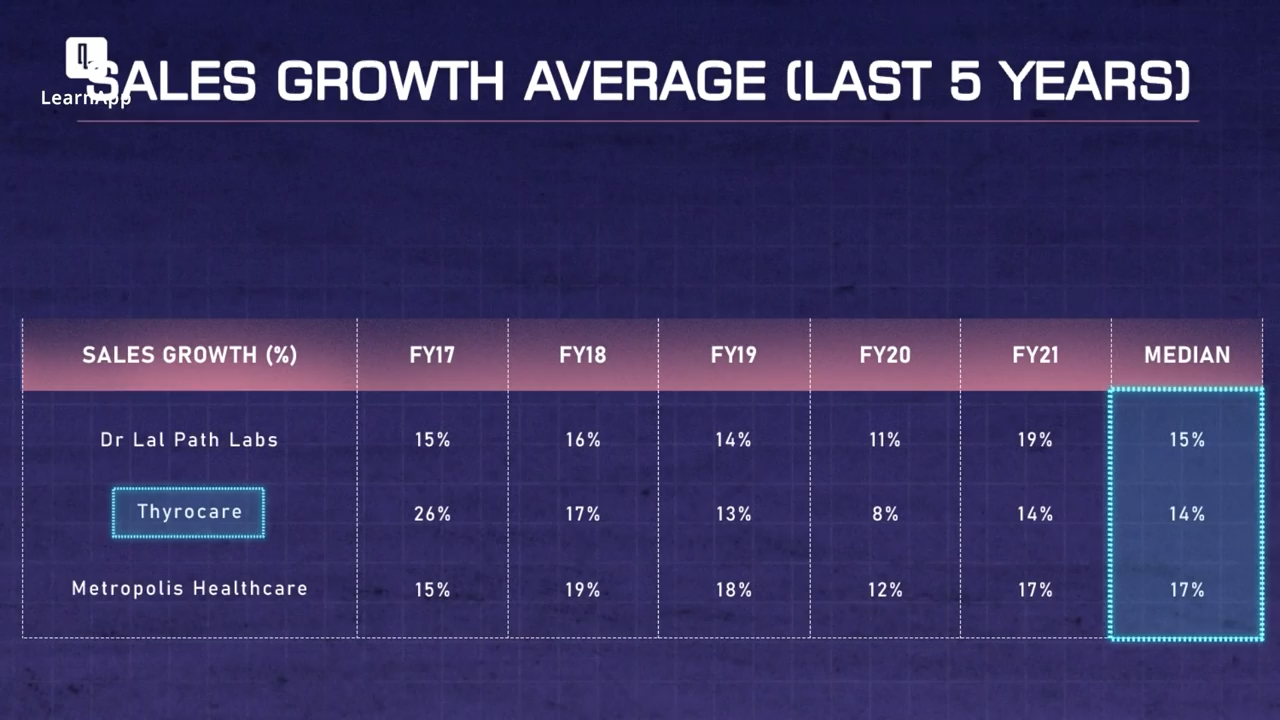 SALES GROWTH AVERAGE (LAST 5 YEARS)
LearnApp
SALES GROWTH (%) FY17 FY18 FY19 FY20 FY21 MEDIAN
Dr Lal Path Labs 15% 16% 14% 11% 19% 15%
Thyrocare 26% 17% 13% 8% 14% 14%
Metropolis Healthcare 15% 19% 18% 12% 17% 17%